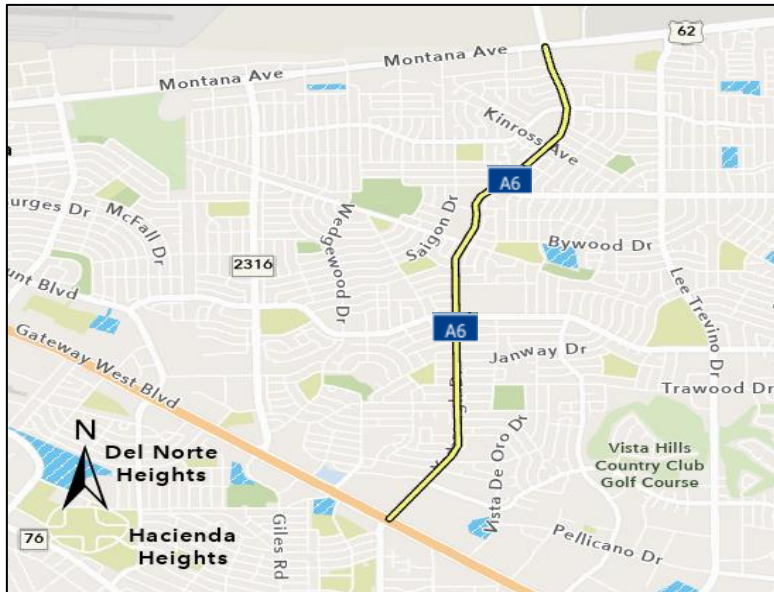 62
Montana Ave
Montana Ave
Kinross Ave
A6
Saigon Dr
Wedgewood Dr
McFall Dr
urges Dr
Bywood Dr
2316
Lee Trevino Dr
unt Blvd
A6
Janway Dr
Gateway West Blvd
Trawood Dr
N
Del Norte
Heights
Vista De Oro Dr
Vista Hills
Country Club
Golf Course
76
Hacienda
Heights
Giles Rd
Pellicano Dr